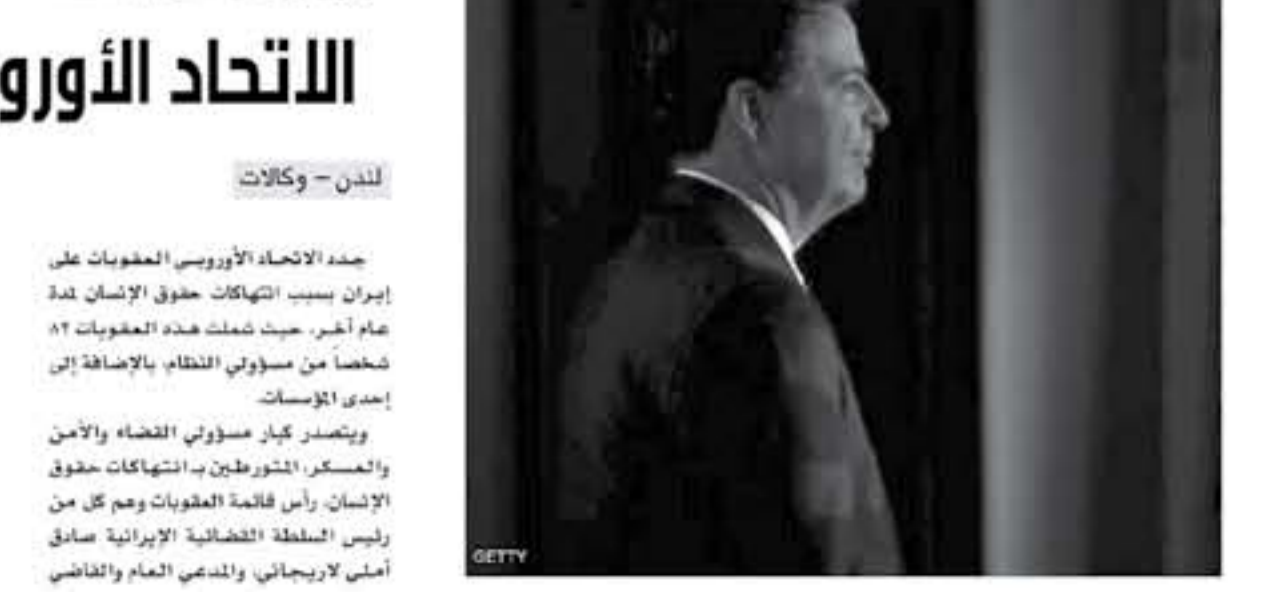 الاتحاد الأورو
لندن – وكالات
جدد الاتحاد الأوروبي العقوبات على
إيران بسبب انتهاكات حقوق الإنسان لمدة
عام آخر، حيث شملت هذه العقوبات ٨٢
شخصاً من مسؤولي النظام، بالإضافة إلى
إحدى المؤسسات.
ويتصدر كبار مسؤولي القضاء والأمن
والعسكر، المتورطين بـ انتهاكات حقوق
الإنسان، رأس قائمة العقوبات وهم كل من
رئيس السلطة القضائية الإيرانية صادق
آملي لاريجاني، والمدعي العام والقاضي
GETTY